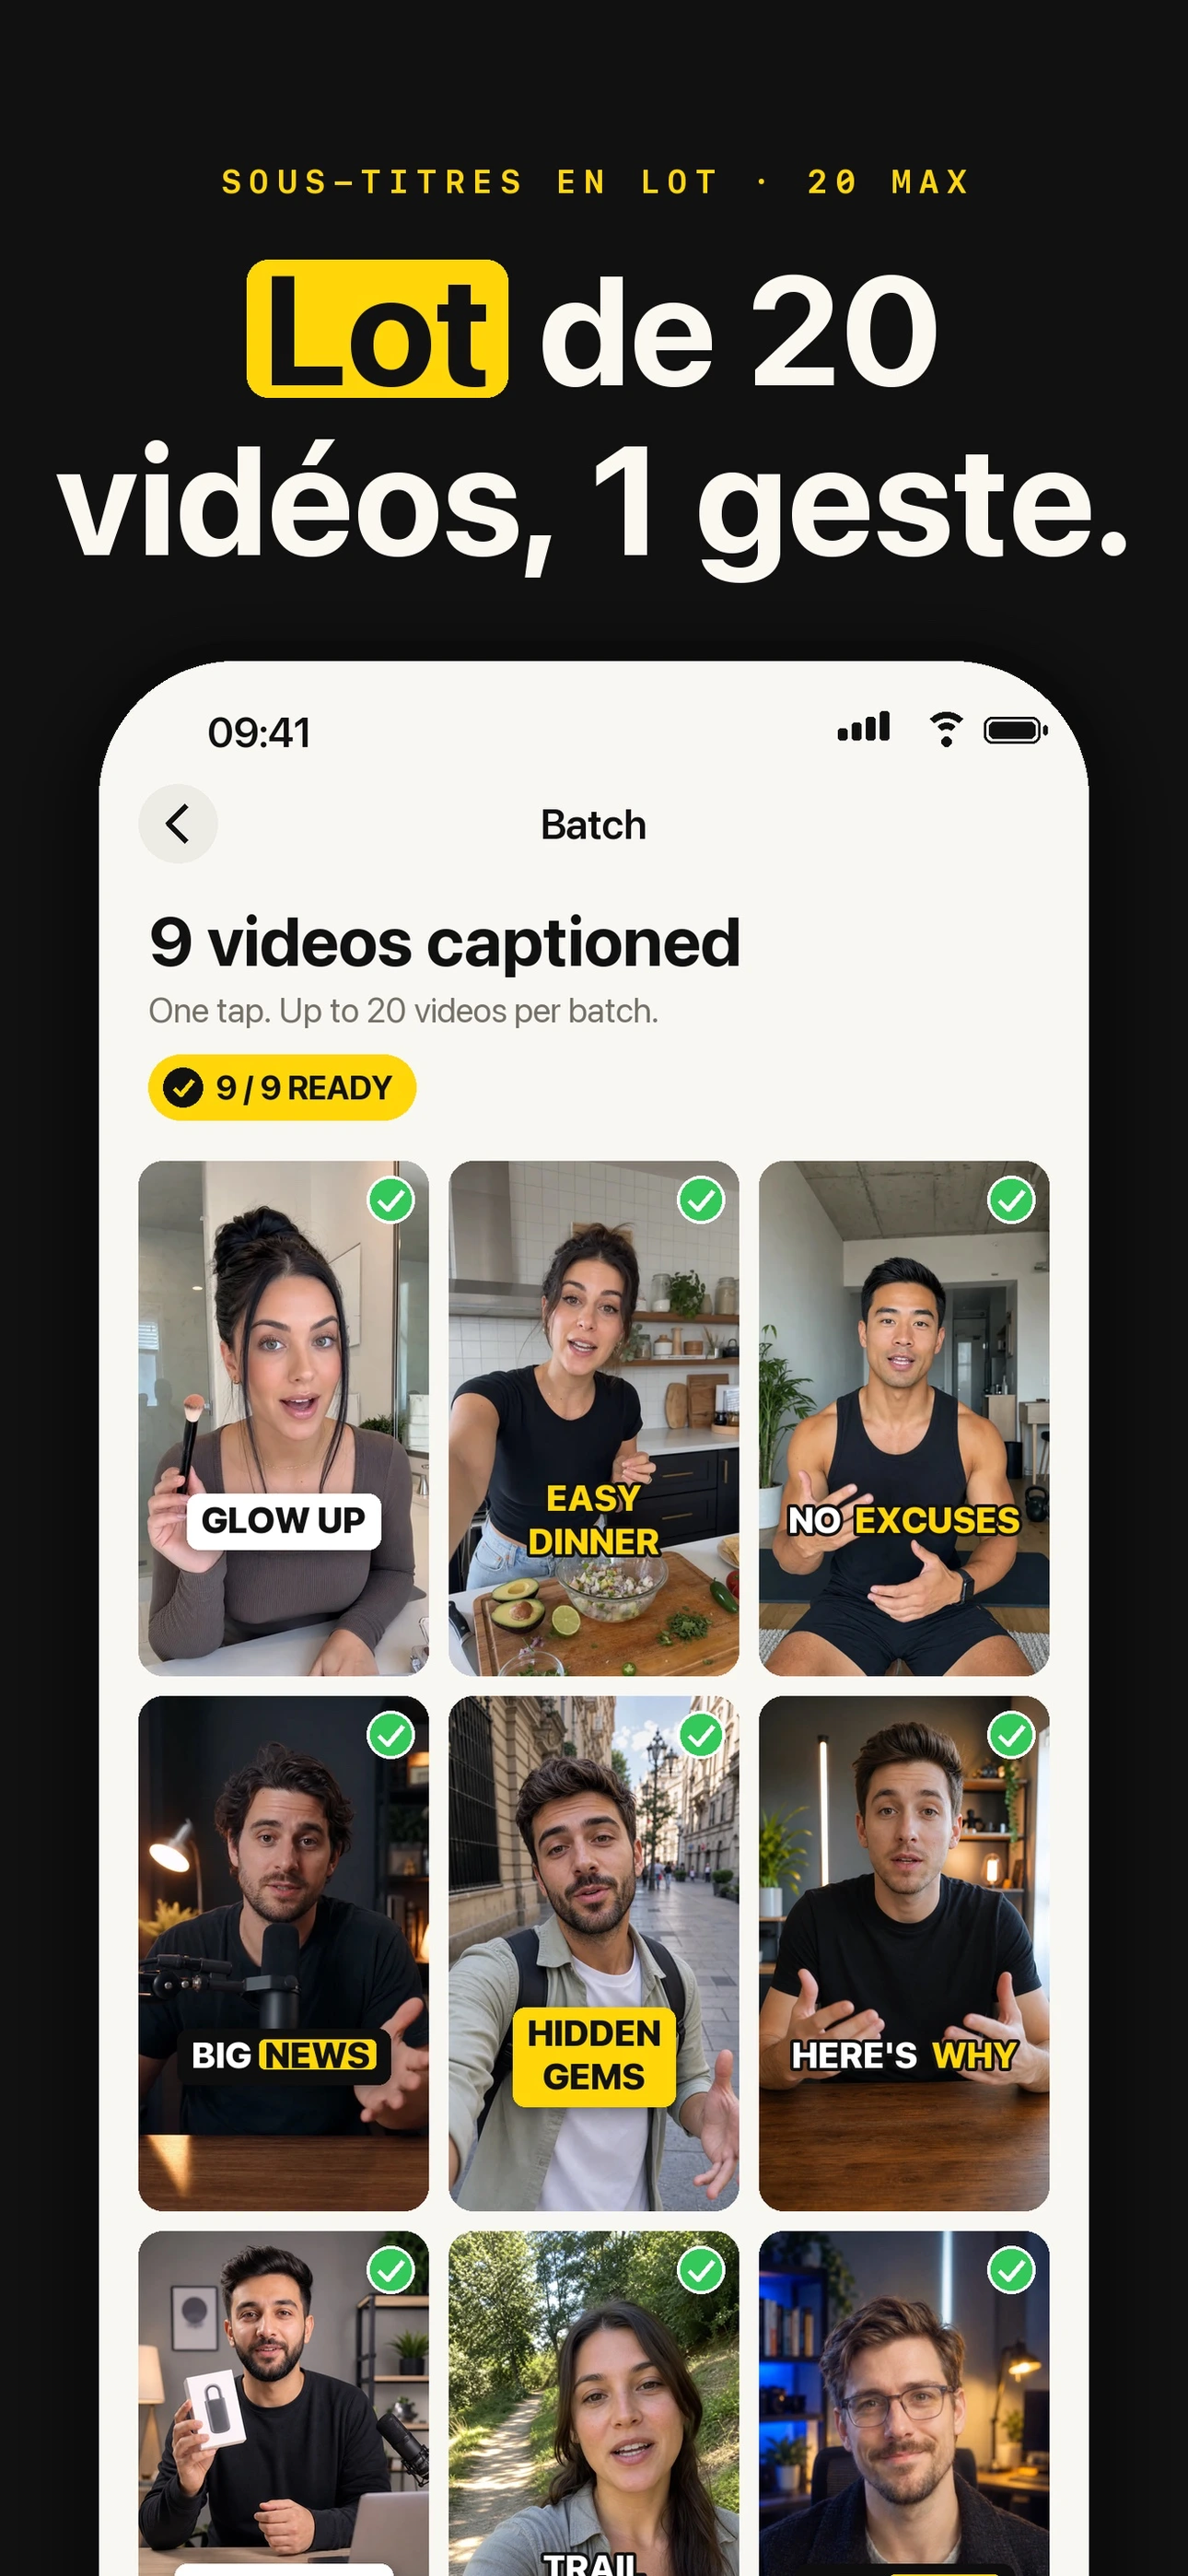 SOUS-TITRES EN LOT · 20 MAX
Lot de 20
vidéos, 1 geste.
09:41
Batch
9 videos captioned
One tap. Up to 20 videos per batch.
9 / 9 READY
GLOW UP
EASY
DINNER
NO EXCUSES
BIG NEWS
HIDDEN
GEMS
HERE'S WHY
TRAIL